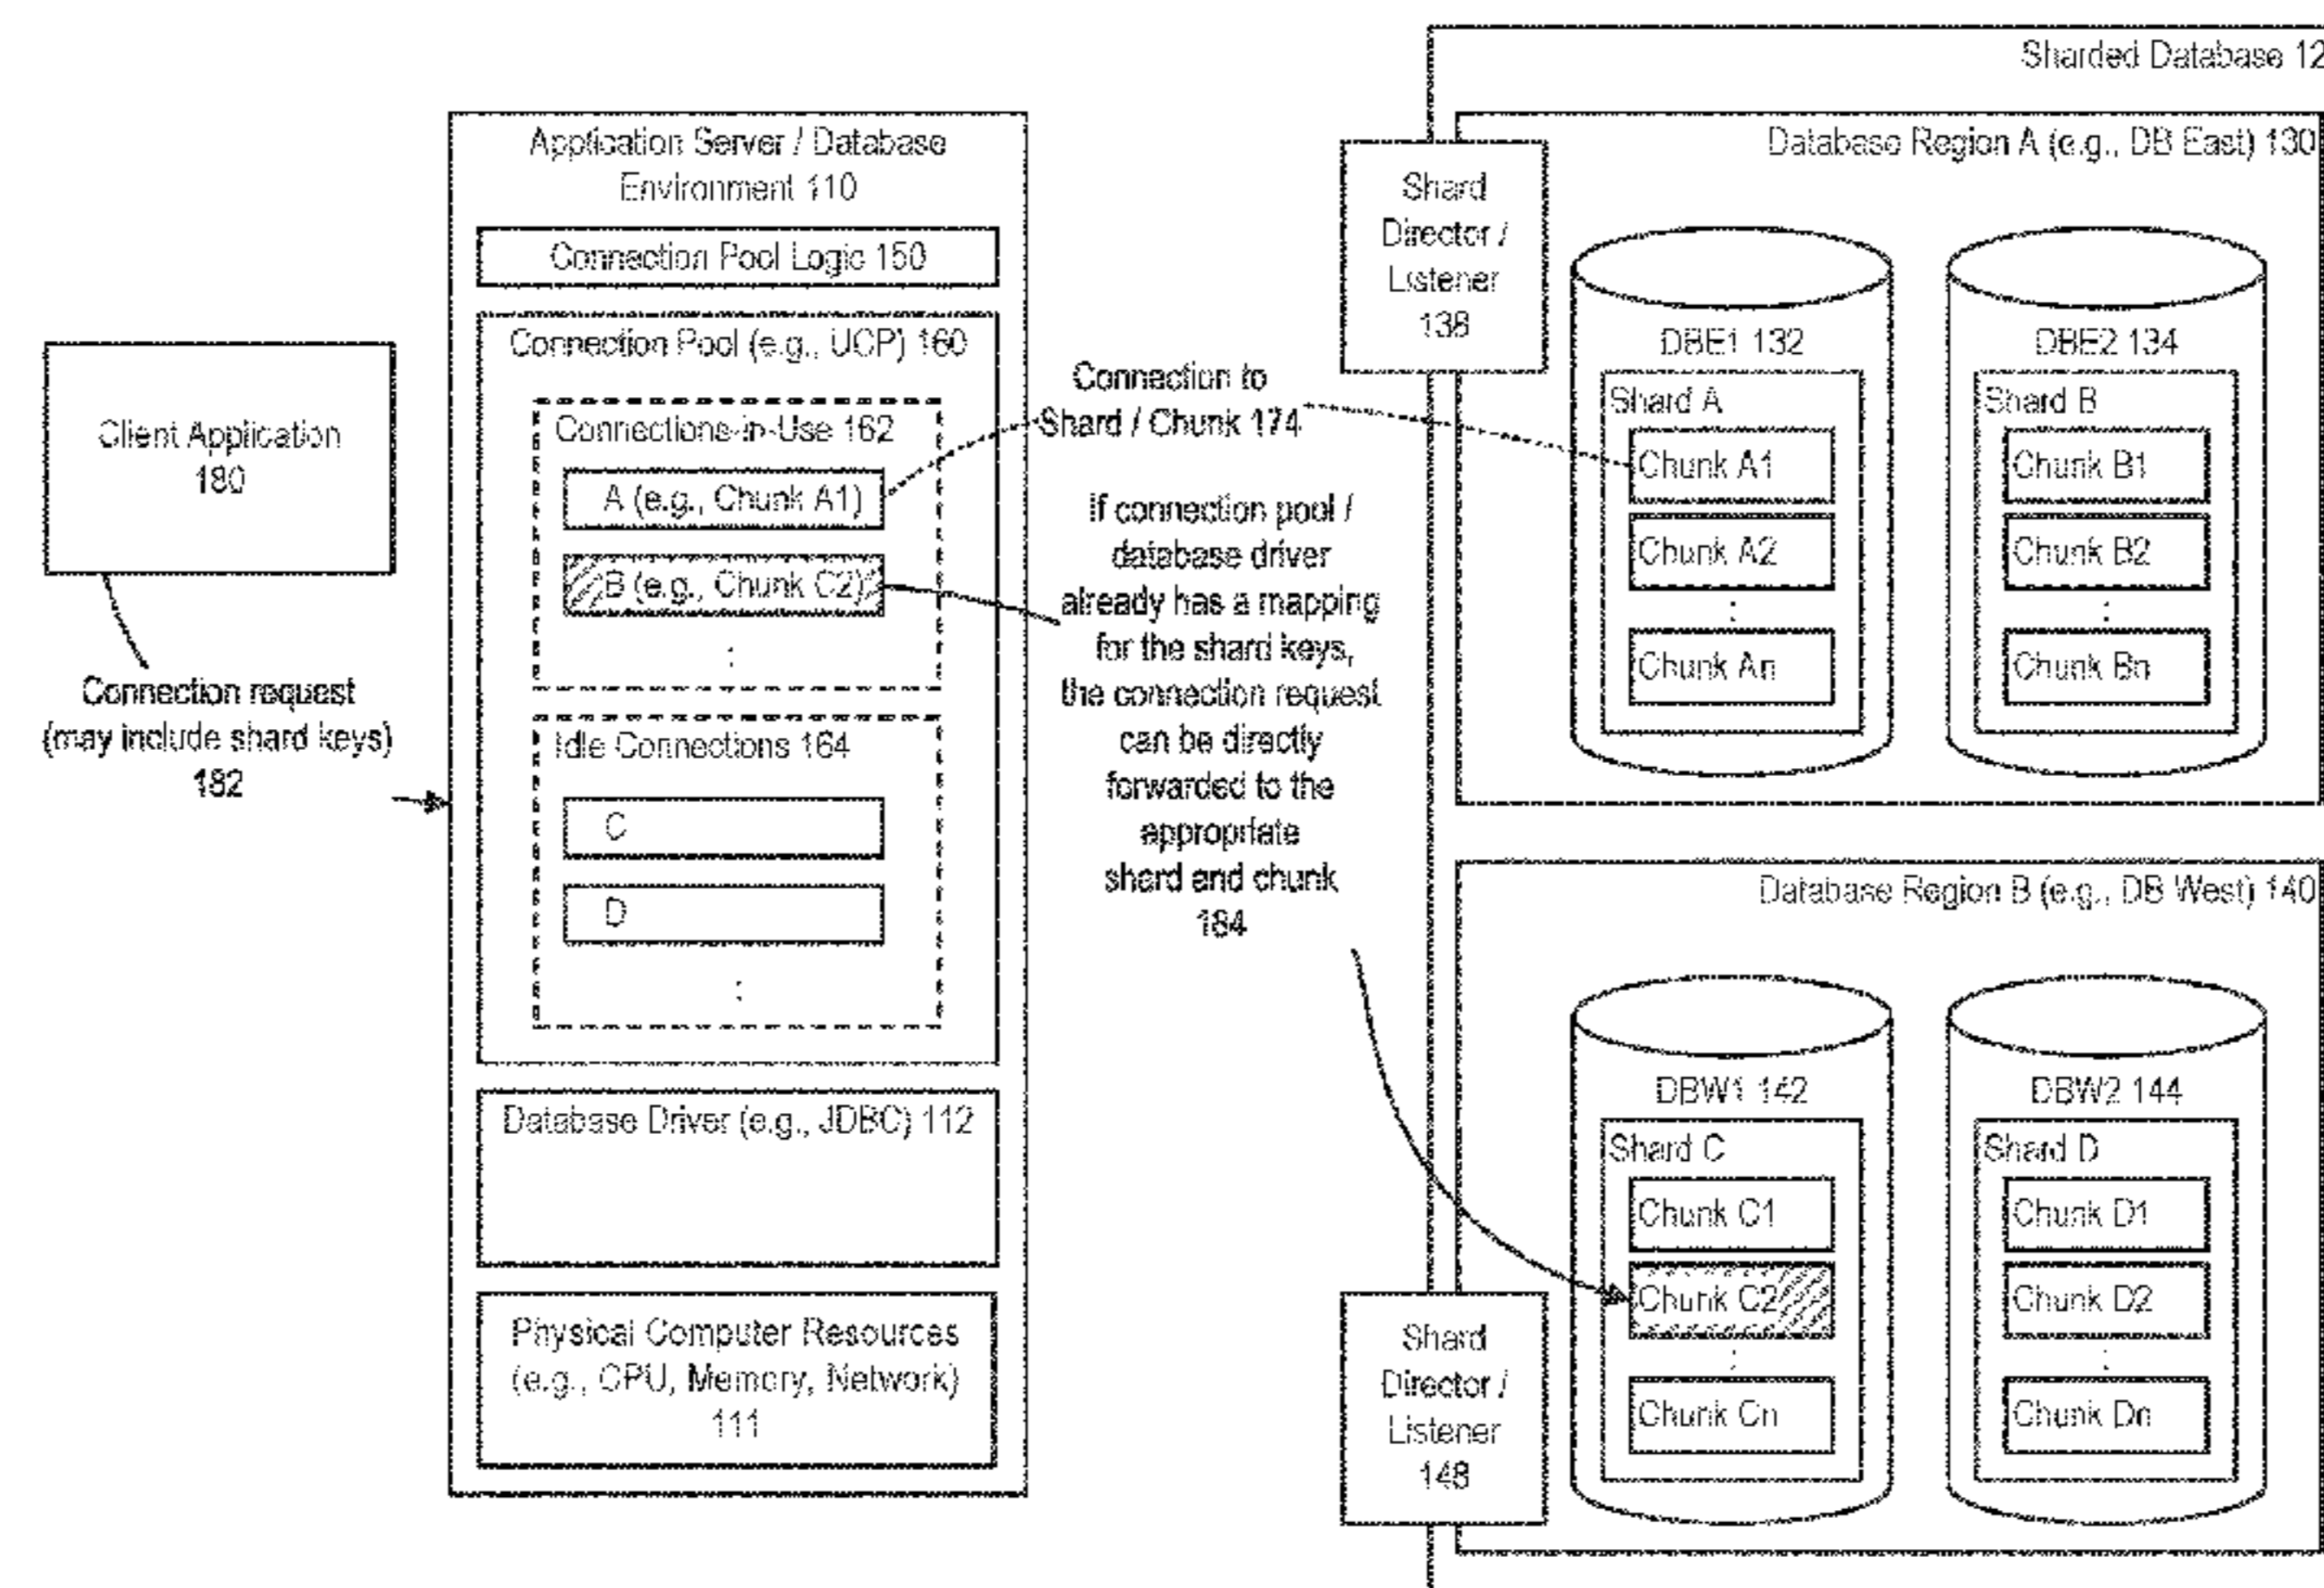 Sharded Database 12
Application Server / Database
Environment 110
Connection Pool Logic 150
Connection Pool (e.g., UCP) 160
Connections-in-Use 162
A (e.g., Chunk A1)
B (e.g., Chunk C2)
:
Idle Connections 164
C
D
:
Database Driver (e.g., JDBC) 112
Physical Computer Resources
(e.g., CPU, Memory, Network)
111
Client Application
180
Connection request
(may include shard keys)
182
Connection to
Shard / Chunk 174
if connection pool /
database driver
already has a mapping
for the shard keys,
the connection request
can be directly
forwarded to the
appropriate
shard and chunk
184
Shard
Director /
Listener
138
Database Region A (e.g., DB East) 130
DBE1 132
Shard A
Chunk A1
Chunk A2
:
Chunk An
DBE2 134
Shard B
Chunk B1
Chunk B2
:
Chunk Bn
Database Region B (e.g., DB West) 140
Shard
Director /
Listener
148
DBW1 142
Shard C
Chunk C1
Chunk C2
:
Chunk Cn
DBW2 144
Shard D
Chunk D1
Chunk D2
:
Chunk Dn